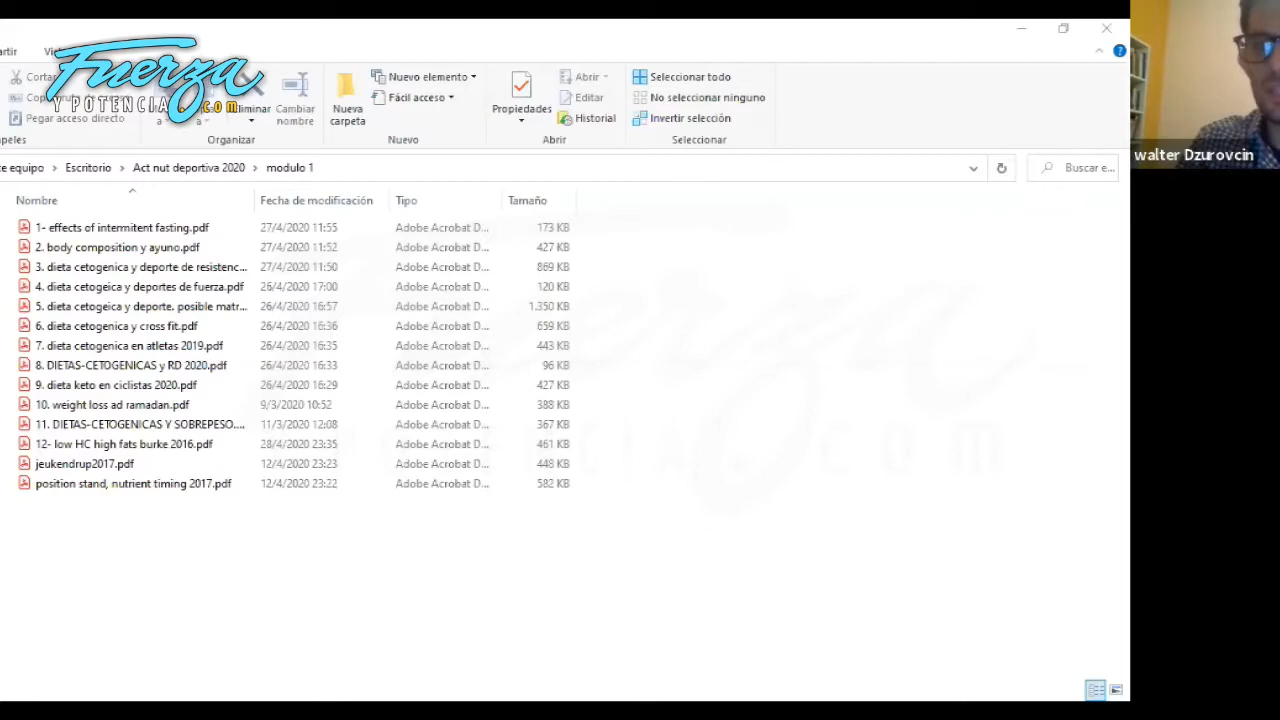 Fuerza
Y POTENCIA .com
rtir
Cortar
Pegar acceso directo
Eliminar
Cambiar
nombre
Organizar
Nueva
carpeta
Nuevo elemento
Fácil acceso
Nuevo
Propiedades
Abrir
Editar
Historial
Abrir
Seleccionar todo
No seleccionar ninguno
Invertir selección
Seleccionar
walter Dzurovcin
e equipo > Escritorio > Act nut deportiva 2020 > modulo 1
Buscar e...
Nombre Fecha de modificación Tipo Tamaño
1- effects of intermitent fasting.pdf 27/4/2020 11:55 Adobe Acrobat D... 173 KB
2. body composition y ayuno.pdf 27/4/2020 11:52 Adobe Acrobat D... 427 KB
3. dieta cetogenica y deporte de resistenc... 27/4/2020 11:50 Adobe Acrobat D... 869 KB
4. dieta cetogeica y deportes de fuerza.pdf 26/4/2020 17:00 Adobe Acrobat D... 120 KB
5. dieta cetogeica y deporte. posible matr... 26/4/2020 16:57 Adobe Acrobat D... 1.350 KB
6. dieta cetogenica y cross fit.pdf 26/4/2020 16:36 Adobe Acrobat D... 659 KB
7. dieta cetogenica en atletas 2019.pdf 26/4/2020 16:35 Adobe Acrobat D... 443 KB
8. DIETAS-CETOGENICAS y RD 2020.pdf 26/4/2020 16:33 Adobe Acrobat D... 96 KB
9. dieta keto en ciclistas 2020.pdf 26/4/2020 16:29 Adobe Acrobat D... 427 KB
10. weight loss ad ramadan.pdf 9/3/2020 10:52 Adobe Acrobat D... 388 KB
11. DIETAS-CETOGENICAS Y SOBREPESO.... 11/3/2020 12:08 Adobe Acrobat D... 367 KB
12- low HC high fats burke 2016.pdf 28/4/2020 23:35 Adobe Acrobat D... 461 KB
jeukendrup2017.pdf 12/4/2020 23:23 Adobe Acrobat D... 448 KB
position stand, nutrient timing 2017.pdf 12/4/2020 23:22 Adobe Acrobat D... 582 KB